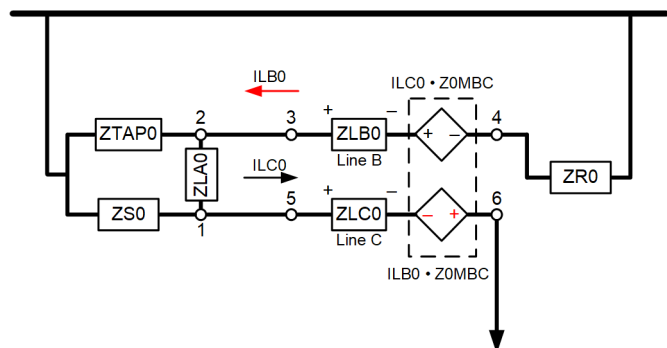 ILB0
ILC0 • Z0MBC
ZTAP0
2
3
+
ZLB0
–
+ –
4
Line B
ZLA0
ILC0
ZR0
ZS0
1
5
+
ZLC0
–
– +
6
Line C
ILB0 • Z0MBC